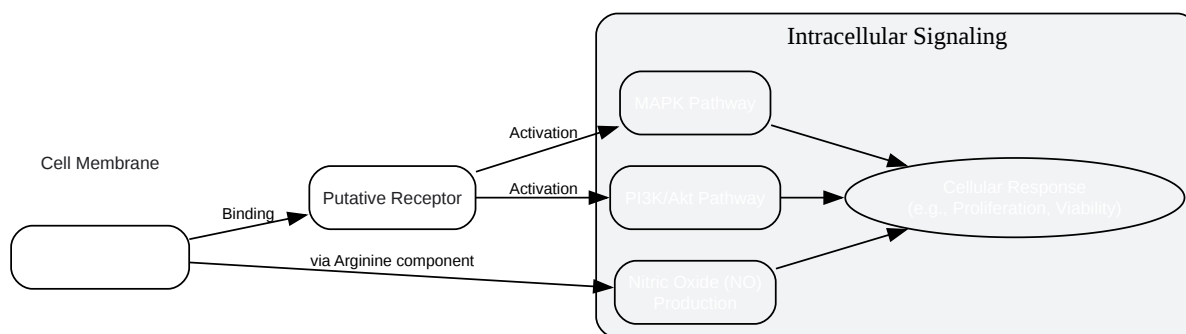 Intracellular Signaling
MAPK Pathway
Activation
Cell Membrane
Putative Receptor
Activation
PI3K/Akt Pathway
Cellular Response
(e.g., Proliferation, Viability)
Binding
via Arginine component
Nitric Oxide (NO)
Production